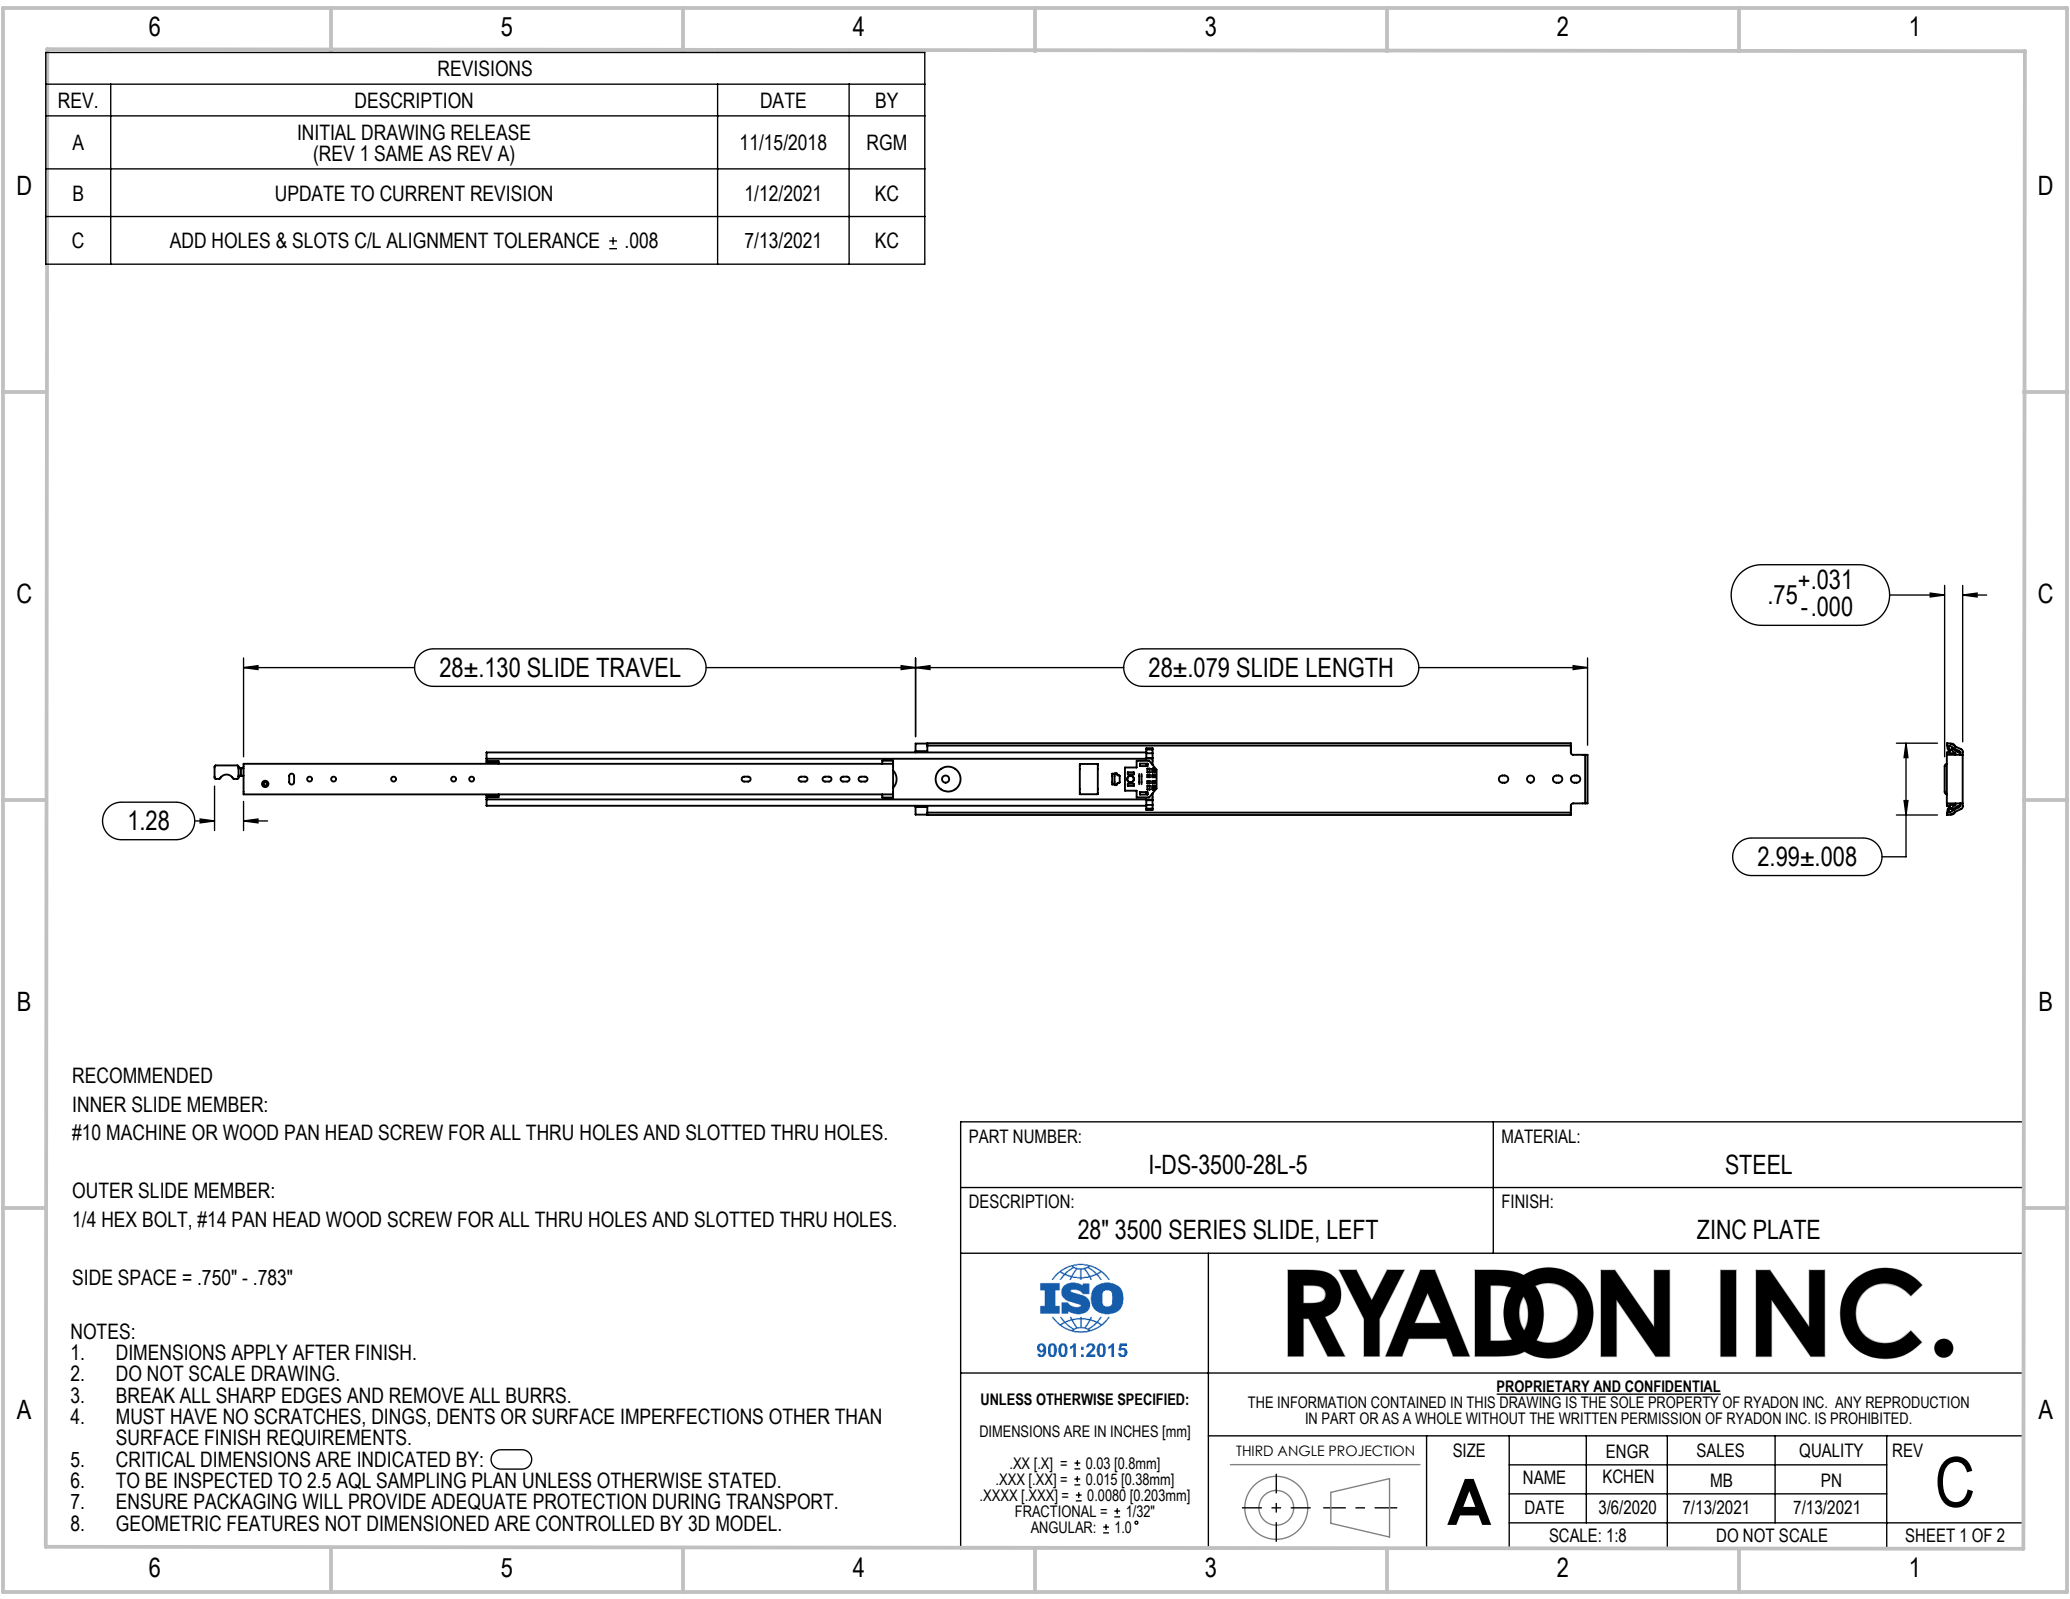 6 5 4 3 2 1
REVISIONS
REV. DESCRIPTION DATE BY
A INITIAL DRAWING RELEASE (REV 1 SAME AS REV A) 11/15/2018 RGM
B UPDATE TO CURRENT REVISION 1/12/2021 KC
C ADD HOLES & SLOTS C/L ALIGNMENT TOLERANCE ± .008 7/13/2021 KC
D D
C C
.75 +.031 -.000
28±.130 SLIDE TRAVEL
28±.079 SLIDE LENGTH
1.28
2.99±.008
B B
RECOMMENDED
INNER SLIDE MEMBER:
#10 MACHINE OR WOOD PAN HEAD SCREW FOR ALL THRU HOLES AND SLOTTED THRU HOLES.
OUTER SLIDE MEMBER:
1/4 HEX BOLT, #14 PAN HEAD WOOD SCREW FOR ALL THRU HOLES AND SLOTTED THRU HOLES.
SIDE SPACE = .750" - .783"
NOTES:
1. DIMENSIONS APPLY AFTER FINISH.
2. DO NOT SCALE DRAWING.
3. BREAK ALL SHARP EDGES AND REMOVE ALL BURRS.
4. MUST HAVE NO SCRATCHES, DINGS, DENTS OR SURFACE IMPERFECTIONS OTHER THAN
SURFACE FINISH REQUIREMENTS.
5. CRITICAL DIMENSIONS ARE INDICATED BY:
6. TO BE INSPECTED TO 2.5 AQL SAMPLING PLAN UNLESS OTHERWISE STATED.
7. ENSURE PACKAGING WILL PROVIDE ADEQUATE PROTECTION DURING TRANSPORT.
8. GEOMETRIC FEATURES NOT DIMENSIONED ARE CONTROLLED BY 3D MODEL.
A A
PART NUMBER:
I-DS-3500-28L-5
MATERIAL:
STEEL
DESCRIPTION:
28" 3500 SERIES SLIDE, LEFT
FINISH:
ZINC PLATE
ISO
9001:2015
RYADON INC.
UNLESS OTHERWISE SPECIFIED:
DIMENSIONS ARE IN INCHES [mm]
.XX [.X] = ± 0.03 [0.8mm]
.XXX [.XX] = ± 0.015 [0.38mm]
.XXXX [.XXX] = ± 0.0080 [0.203mm]
FRACTIONAL = ± 1/32"
ANGULAR: ± 1.0°
PROPRIETARY AND CONFIDENTIAL
THE INFORMATION CONTAINED IN THIS DRAWING IS THE SOLE PROPERTY OF RYADON INC. ANY REPRODUCTION
IN PART OR AS A WHOLE WITHOUT THE WRITTEN PERMISSION OF RYADON INC. IS PROHIBITED.
THIRD ANGLE PROJECTION
SIZE
A
ENGR SALES QUALITY
NAME KCHEN MB PN
DATE 3/6/2020 7/13/2021 7/13/2021
SCALE: 1:8 DO NOT SCALE
REV
C
SHEET 1 OF 2
6 5 4 3 2 1